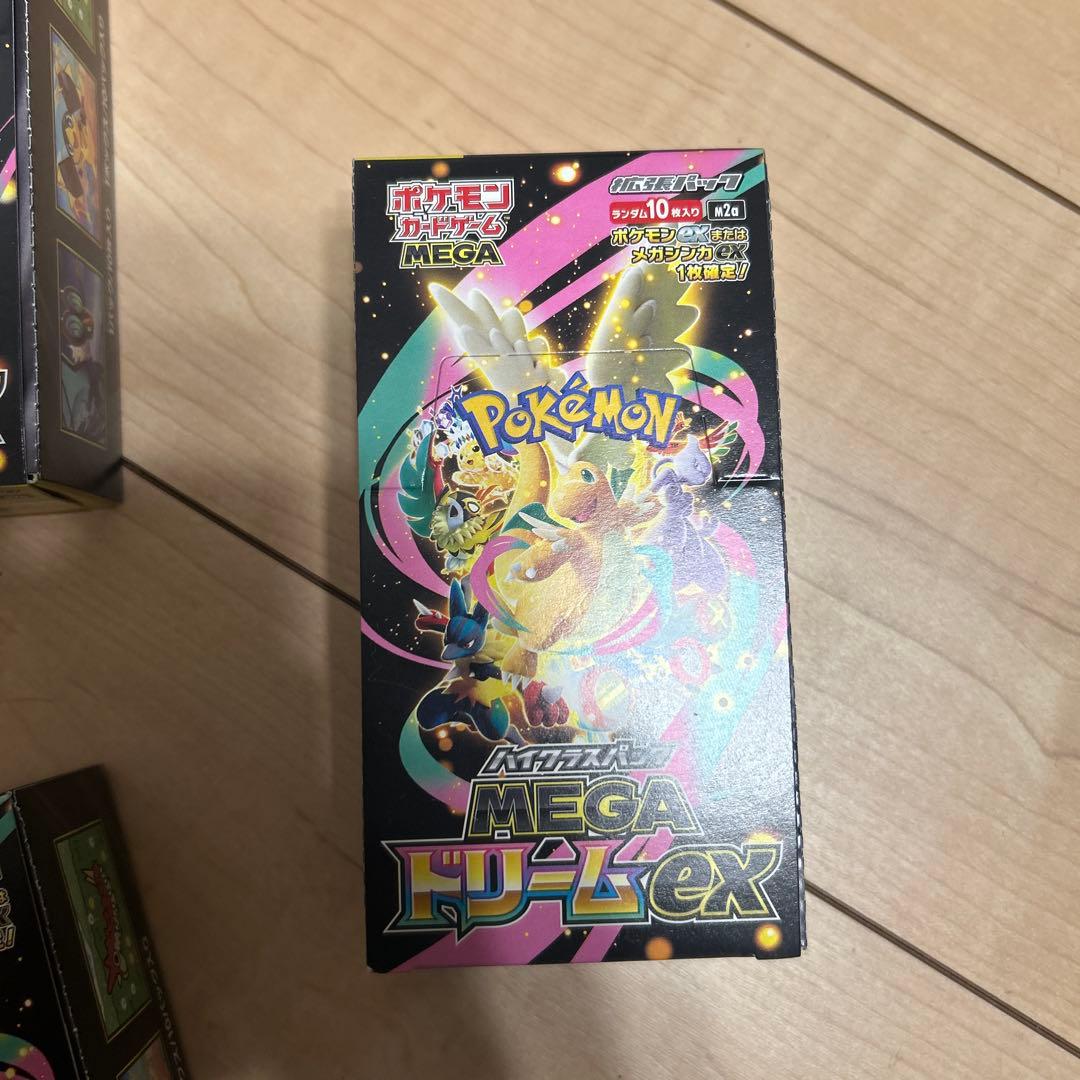 ポケモン
カードゲーム
MEGA
拡張パック
ランダム10枚入り M2a
ポケモンexまたは
メガシンカex
1枚確定!
POKéMON
ハイクラスパック
MEGA
ドリームex